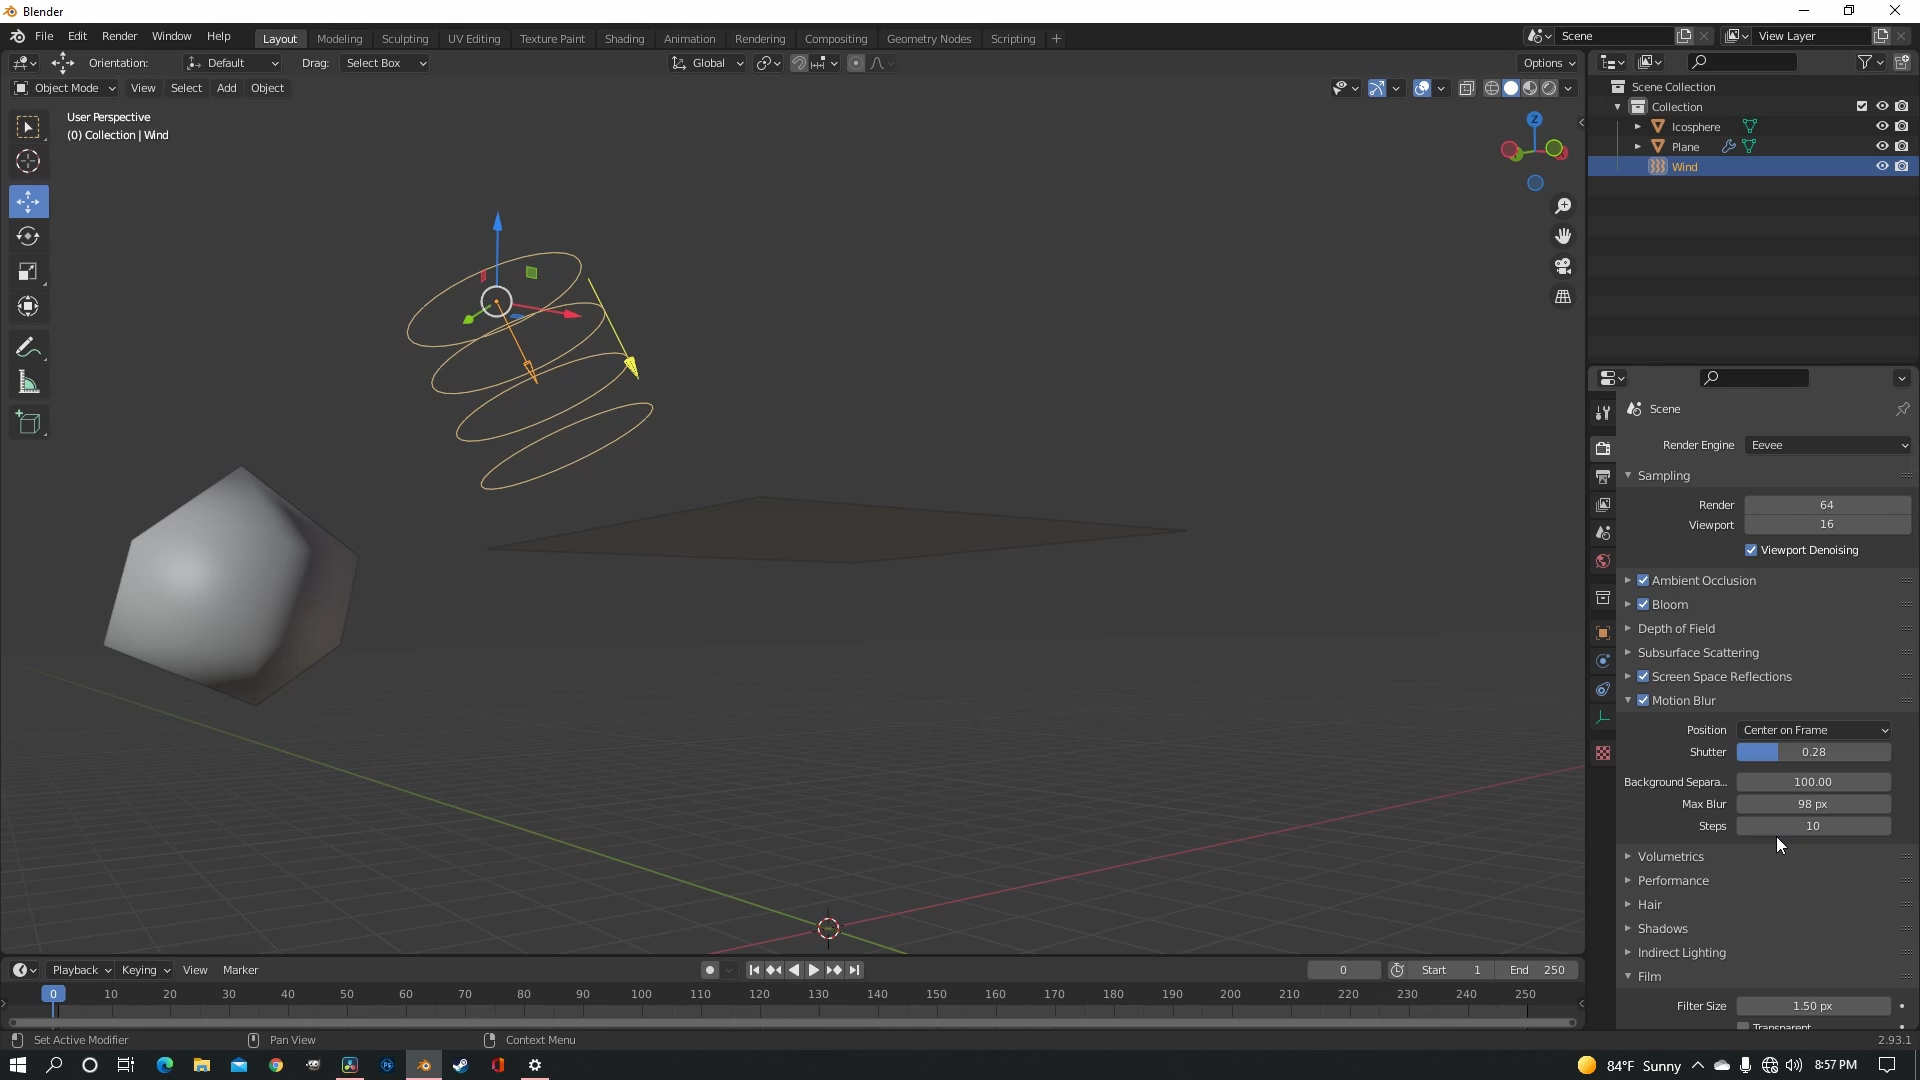 Blender
File Edit Render Window Help
Layout Modeling Sculpting UV Editing Texture Paint Shading Animation Rendering Compositing Geometry Nodes Scripting +
Scene
View Layer
Orientation: Default Drag: Select Box
Global
Options
Object Mode View Select Add Object
User Perspective
(0) Collection | Wind
Z
Scene Collection
Collection
Icosphere
Plane
Wind
Scene
Render Engine Eevee
Sampling
Render 64
Viewport 16
Viewport Denoising
Ambient Occlusion
Bloom
Depth of Field
Subsurface Scattering
Screen Space Reflections
Motion Blur
Position Center on Frame
Shutter 0.28
Background Separa... 100.00
Max Blur 98 px
Steps 10
Volumetrics
Performance
Hair
Shadows
Indirect Lighting
Film
Filter Size 1.50 px
Transparent
Playback Keying View Marker
0 Start 1 End 250
0 10 20 30 40 50 60 70 80 90 100 110 120 130 140 150 160 170 180 190 200 210 220 230 240 250
Set Active Modifier Pan View Context Menu
2.93.1
84°F Sunny 8:57 PM